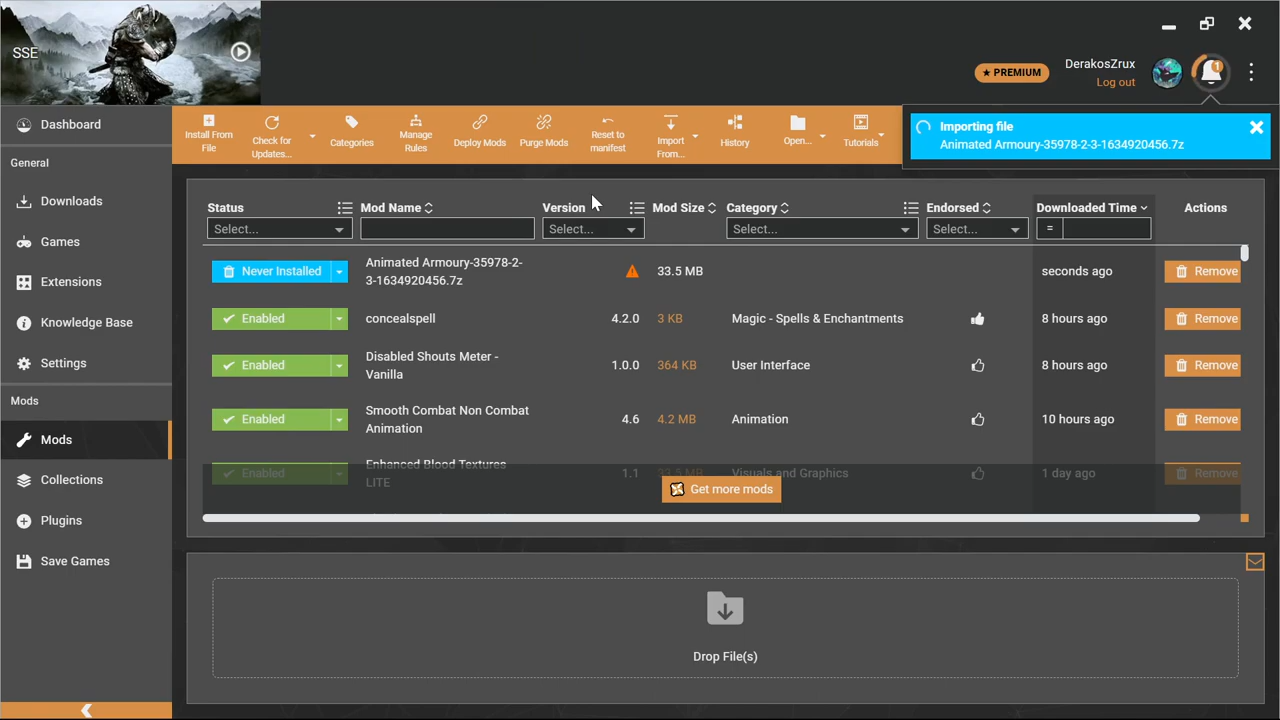 SSE
PREMIUM
DerakosZrux
Log out
1
Importing file
Animated Armoury-35978-2-3-1634920456.7z
Dashboard
General
Downloads
Games
Extensions
Knowledge Base
Settings
Mods
Mods
Collections
Plugins
Save Games
Install From
File
Check for
Updates...
Categories
Manage
Rules
Deploy Mods
Purge Mods
Reset to
manifest
Import
From...
History
Open...
Tutorials
Status
Mod Name
Version
Mod Size
Category
Endorsed
Downloaded Time
Actions
Select...
Select...
Select...
Select...
=
Never Installed
Animated Armoury-35978-2-
3-1634920456.7z
33.5 MB
seconds ago
Remove
Enabled
concealspell
4.2.0
3 KB
Magic - Spells & Enchantments
8 hours ago
Remove
Enabled
Disabled Shouts Meter -
Vanilla
1.0.0
364 KB
User Interface
8 hours ago
Remove
Enabled
Smooth Combat Non Combat
Animation
4.6
4.2 MB
Animation
10 hours ago
Remove
Enabled
Enhanced Blood Textures
LITE
1.1
33.5 MB
Visuals and Graphics
1 day ago
Remove
Get more mods
Drop File(s)